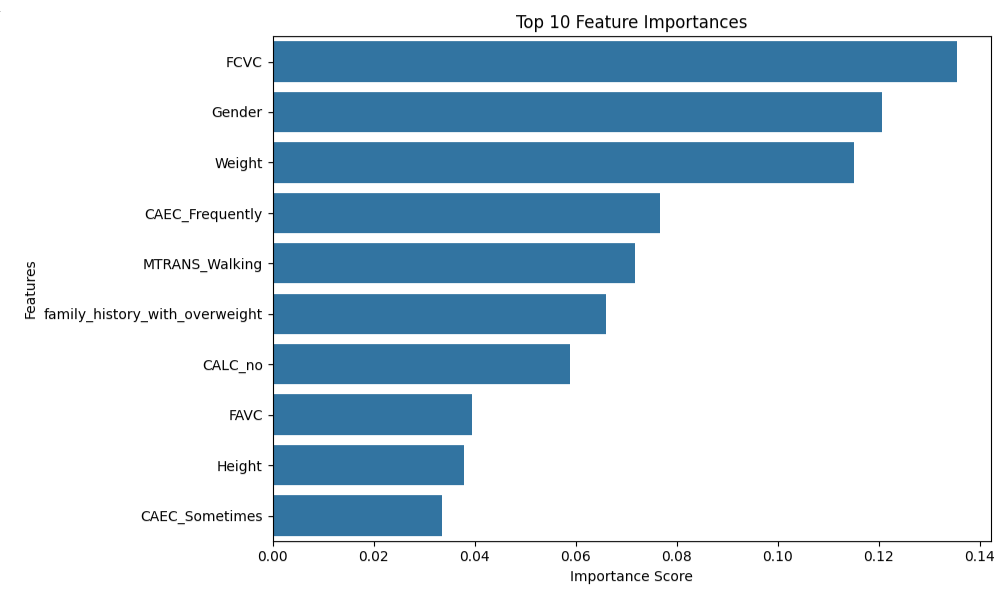 Top 10 Feature Importances
Features
FCVC
Gender
Weight
CAEC_Frequently
MTRANS_Walking
family_history_with_overweight
CALC_no
FAVC
Height
CAEC_Sometimes
0.00 0.02 0.04 0.06 0.08 0.10 0.12 0.14
Importance Score